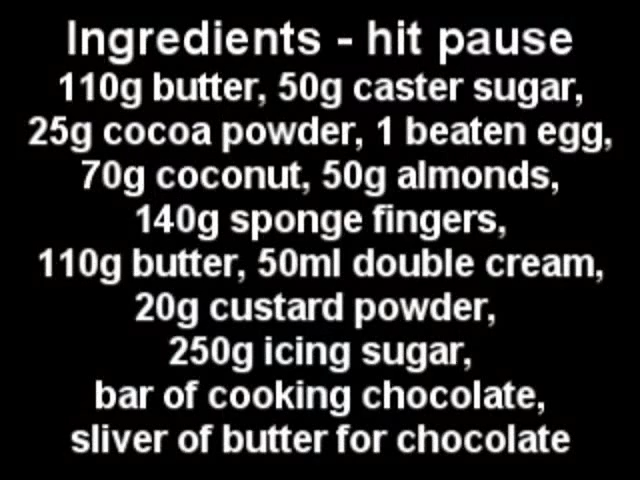 Ingredients - hit pause
110g butter, 50g caster sugar,
25g cocoa powder, 1 beaten egg,
70g coconut, 50g almonds,
140g sponge fingers,
110g butter, 50ml double cream,
20g custard powder,
250g icing sugar,
bar of cooking chocolate,
sliver of butter for chocolate